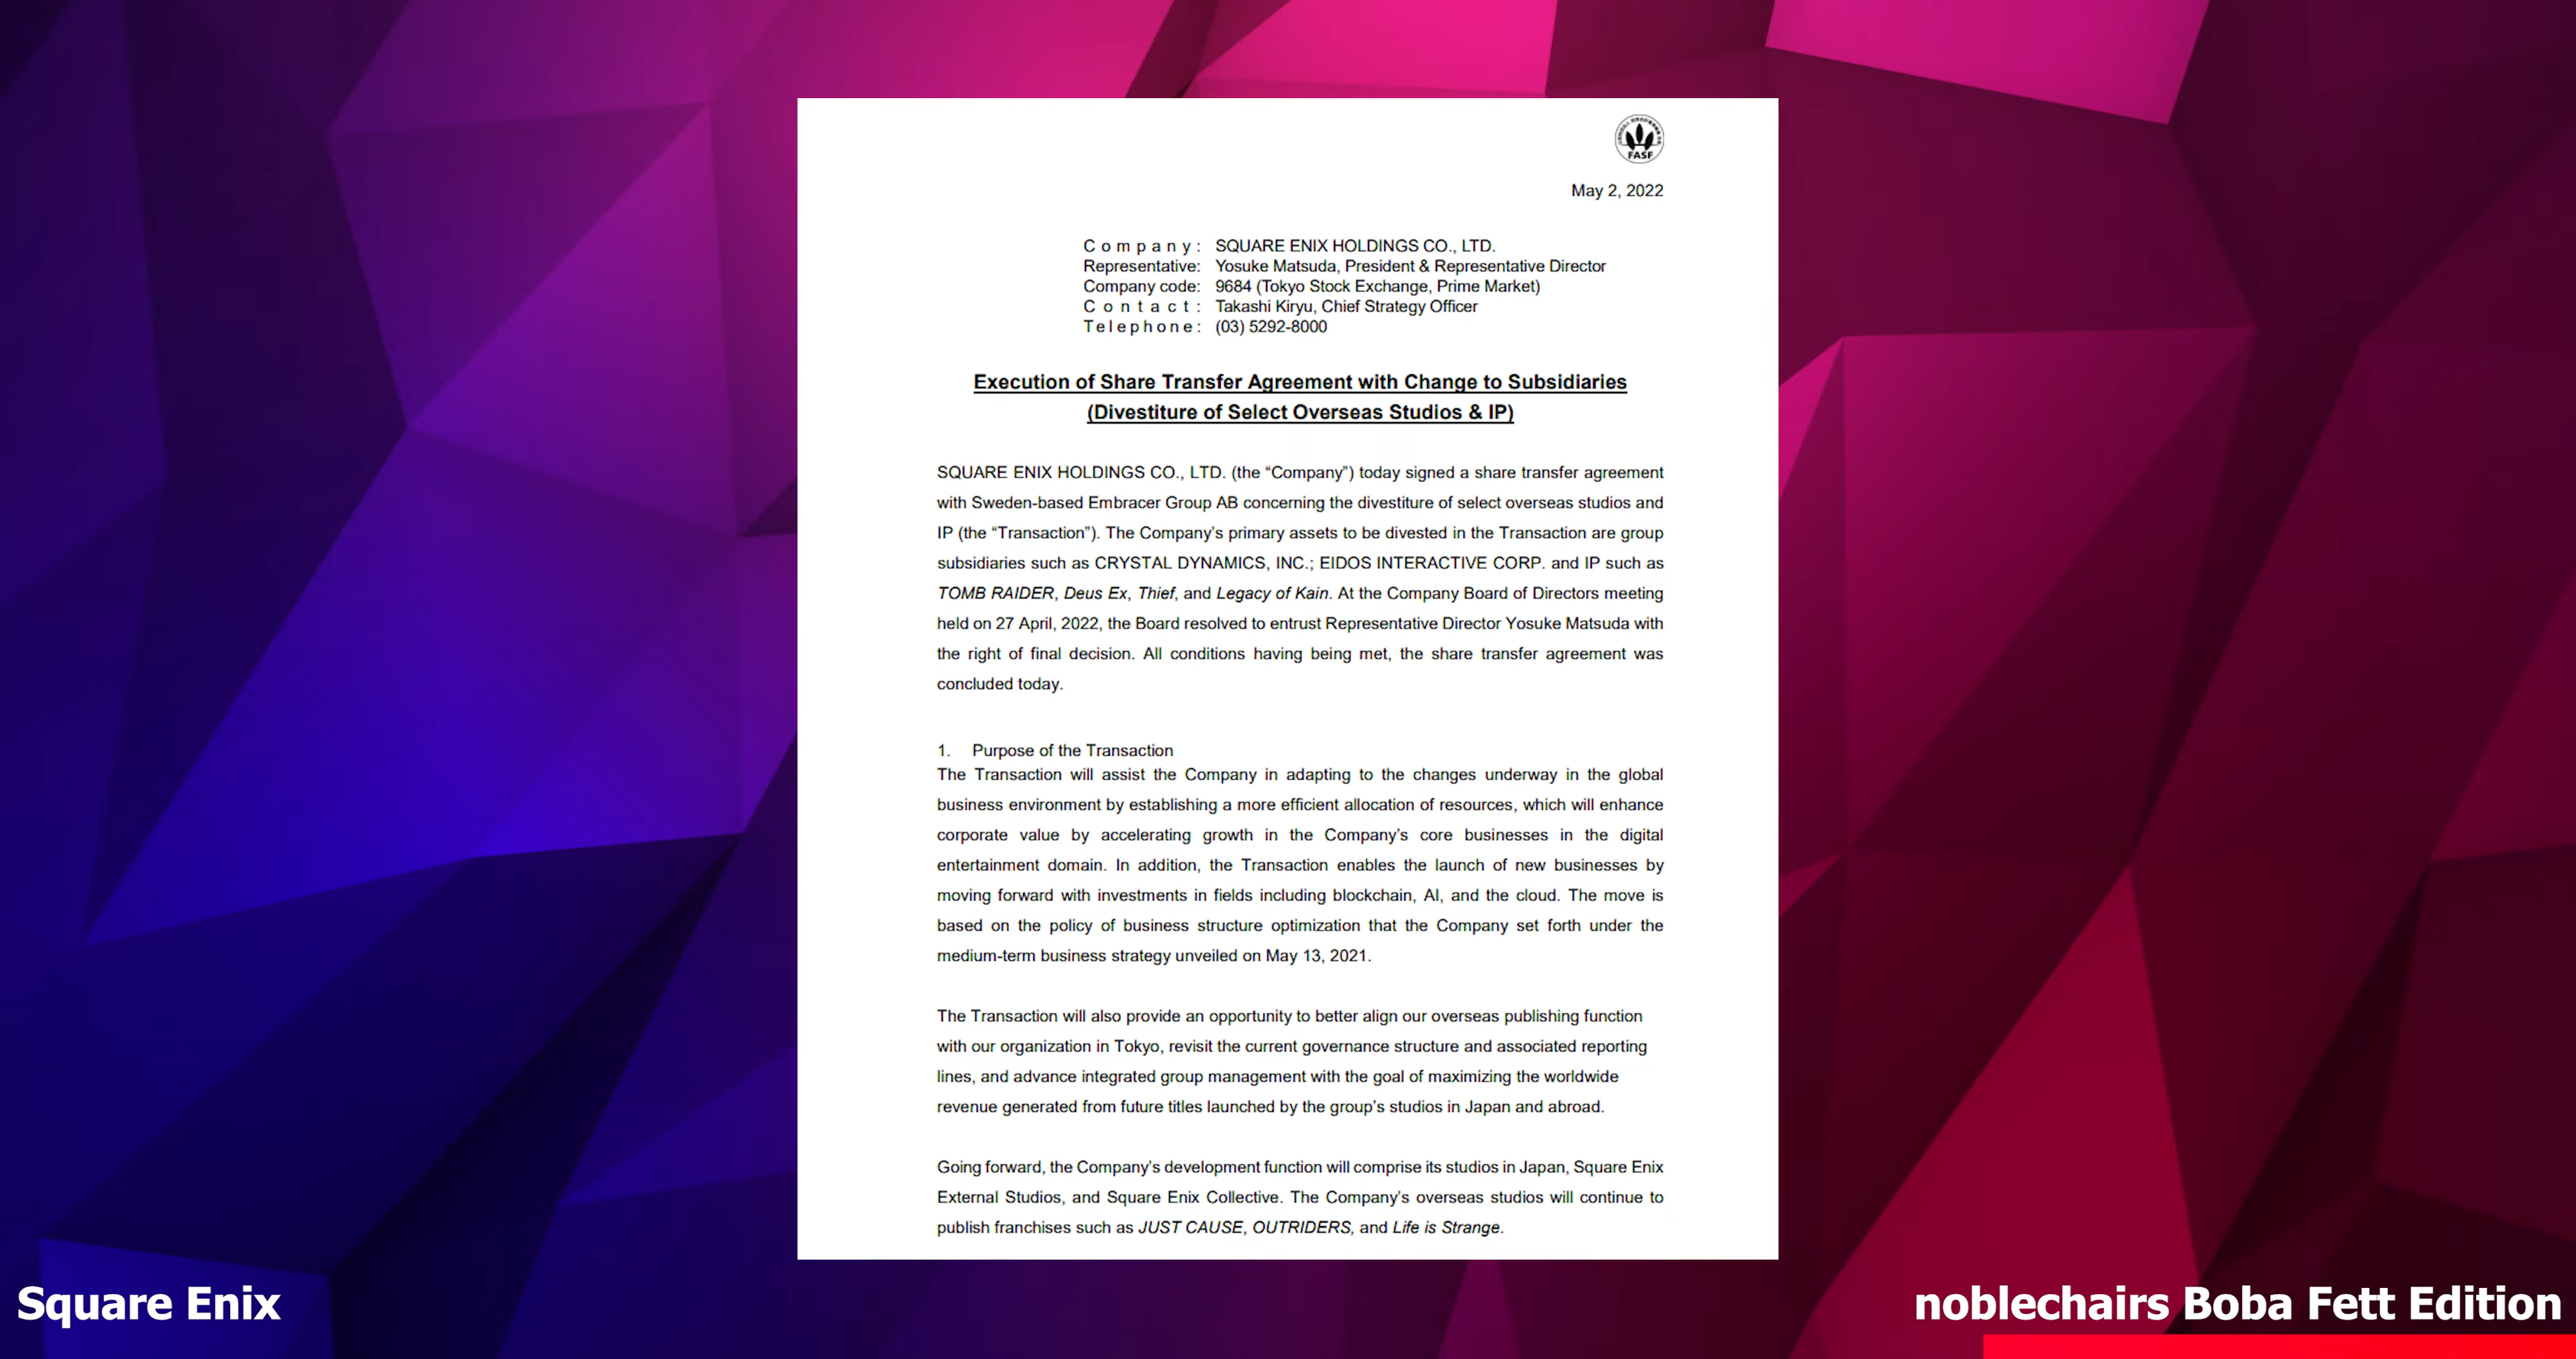 FASF
May 2, 2022
Company: SQUARE ENIX HOLDINGS CO., LTD.
Representative: Yosuke Matsuda, President & Representative Director
Company code: 9684 (Tokyo Stock Exchange, Prime Market)
Contact: Takashi Kiryu, Chief Strategy Officer
Telephone: (03) 5292-8000
Execution of Share Transfer Agreement with Change to Subsidiaries
(Divestiture of Select Overseas Studios & IP)
SQUARE ENIX HOLDINGS CO., LTD. (the “Company”) today signed a share transfer agreement
with Sweden-based Embracer Group AB concerning the divestiture of select overseas studios and
IP (the “Transaction”). The Company’s primary assets to be divested in the Transaction are group
subsidiaries such as CRYSTAL DYNAMICS, INC.; EIDOS INTERACTIVE CORP. and IP such as
TOMB RAIDER, Deus Ex, Thief, and Legacy of Kain. At the Company Board of Directors meeting
held on 27 April, 2022, the Board resolved to entrust Representative Director Yosuke Matsuda with
the right of final decision. All conditions having being met, the share transfer agreement was
concluded today.
1. Purpose of the Transaction
The Transaction will assist the Company in adapting to the changes underway in the global
business environment by establishing a more efficient allocation of resources, which will enhance
corporate value by accelerating growth in the Company’s core businesses in the digital
entertainment domain. In addition, the Transaction enables the launch of new businesses by
moving forward with investments in fields including blockchain, AI, and the cloud. The move is
based on the policy of business structure optimization that the Company set forth under the
medium-term business strategy unveiled on May 13, 2021.
The Transaction will also provide an opportunity to better align our overseas publishing function
with our organization in Tokyo, revisit the current governance structure and associated reporting
lines, and advance integrated group management with the goal of maximizing the worldwide
revenue generated from future titles launched by the group’s studios in Japan and abroad.
Going forward, the Company’s development function will comprise its studios in Japan, Square Enix
External Studios, and Square Enix Collective. The Company’s overseas studios will continue to
publish franchises such as JUST CAUSE, OUTRIDERS, and Life is Strange.
Square Enix
noblechairs Boba Fett Edition